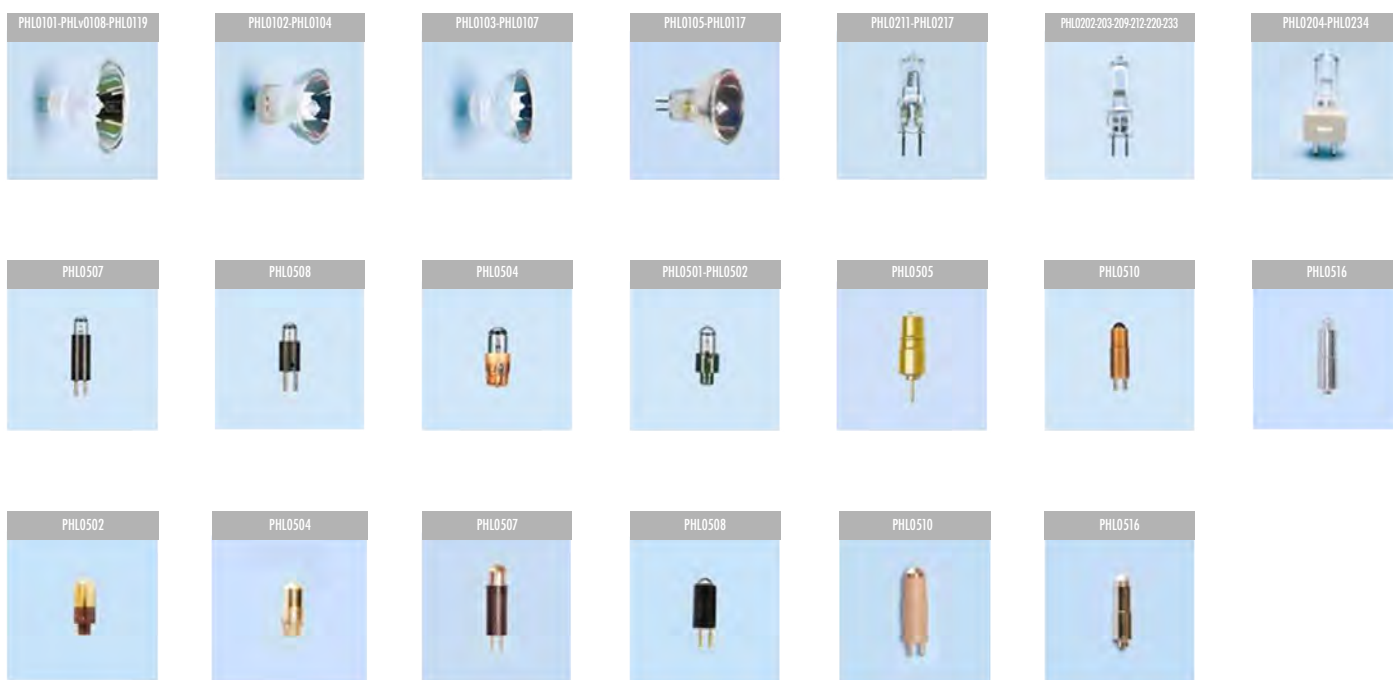 PHL0101-PHLv0108-PHL0119
PHL0102-PHL0104
PHL0103-PHL0107
PHL0105-PHL0117
PHL0211-PHL0217
PHL0202-203-209-212-220-233
PHL0204-PHL0234
PHL0507
PHL0508
PHL0504
PHL0501-PHL0502
PHL0505
PHL0510
PHL0516
PHL0502
PHL0504
PHL0507
PHL0508
PHL0510
PHL0516